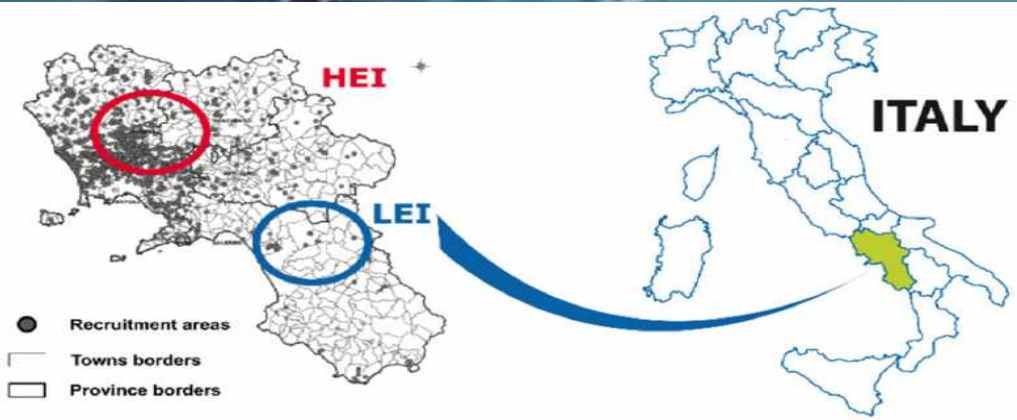 HEI
ITALY
LEI
Recruitment areas
Towns borders
Province borders